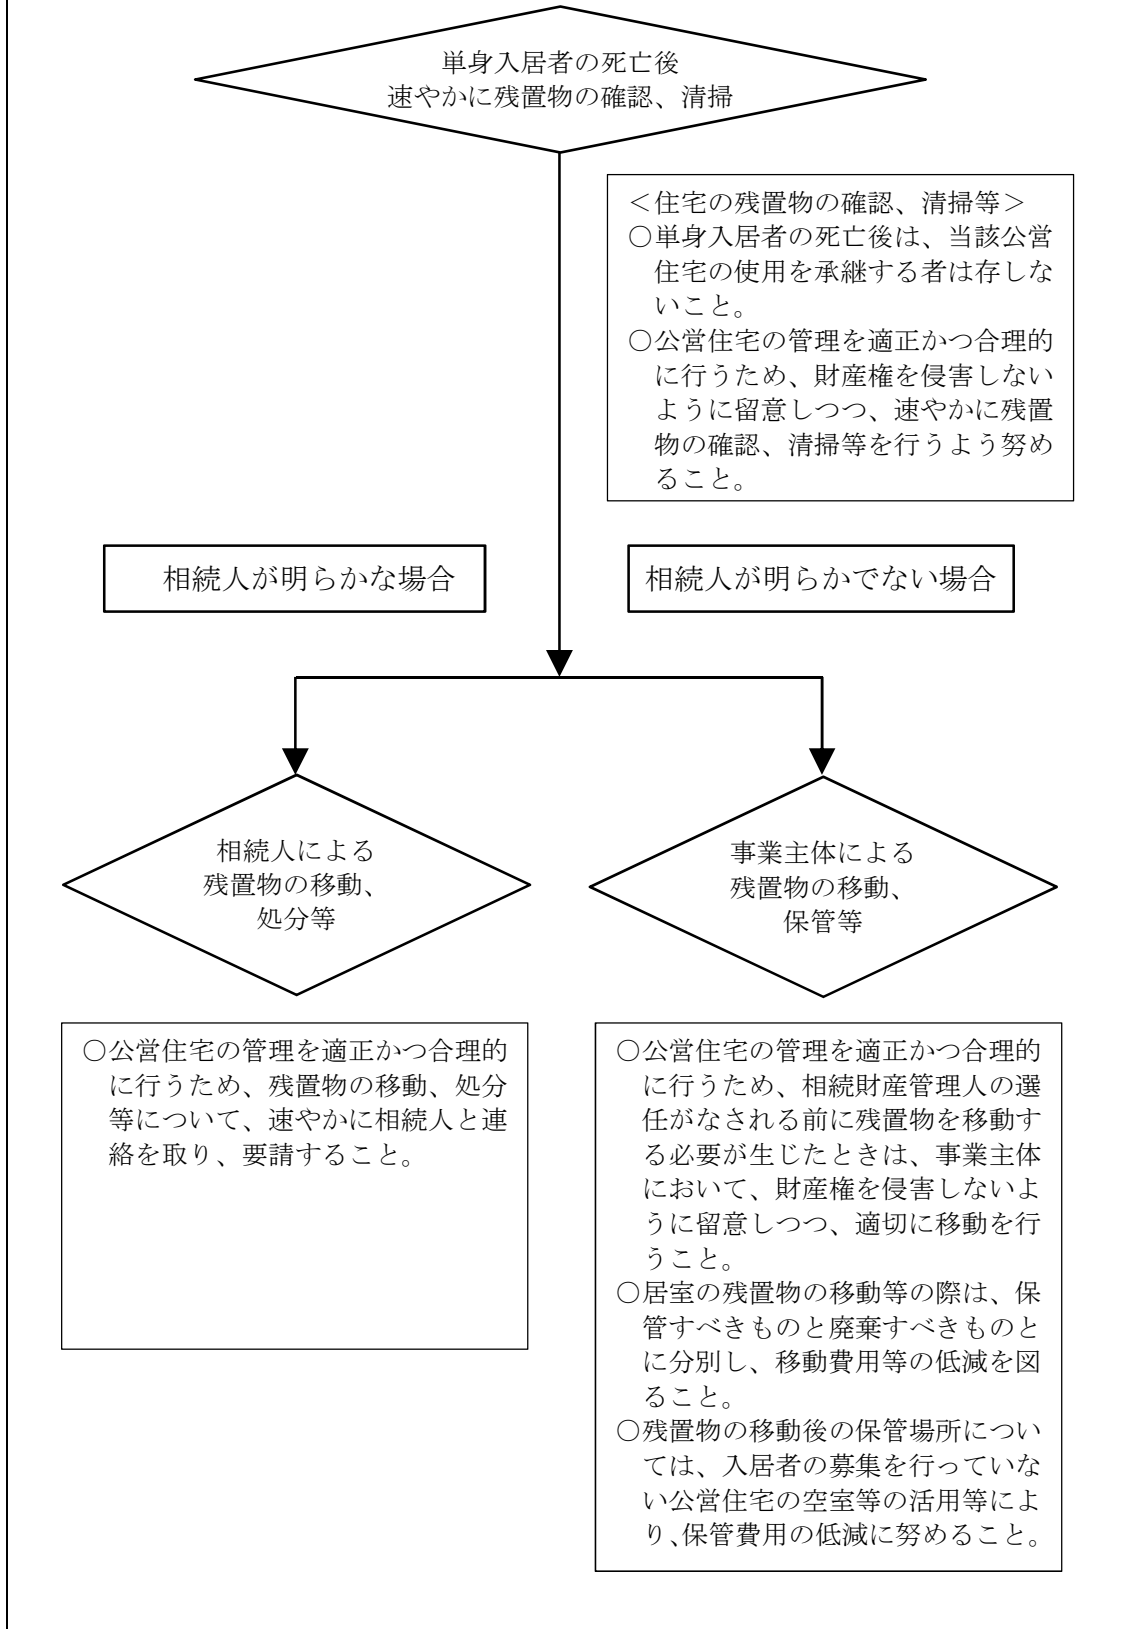 単身入居者の死亡後
速やかに残置物の確認、清掃
＜住宅の残置物の確認、清掃等＞
○単身入居者の死亡後は、当該公営
住宅の使用を承継する者は存しな
いこと。
○公営住宅の管理を適正かつ合理的
に行うため、財産権を侵害しない
ように留意しつつ、速やかに残置
物の確認、清掃等を行うよう努め
ること。
相続人が明らかな場合
相続人が明らかでない場合
相続人による
残置物の移動、
処分等
事業主体による
残置物の移動、
保管等
○公営住宅の管理を適正かつ合理的
に行うため、残置物の移動、処分
等について、速やかに相続人と連
絡を取り、要請すること。
○公営住宅の管理を適正かつ合理的
に行うため、相続財産管理人の選
任がなされる前に残置物を移動す
る必要が生じたときは、事業主体
において、財産権を侵害しないよ
うに留意しつつ、適切に移動を行
うこと。
○居室の残置物の移動等の際は、保
管すべきものと廃棄すべきものと
に分別し、移動費用等の低減を図
ること。
○残置物の移動後の保管場所につい
ては、入居者の募集を行っていな
い公営住宅の空室等の活用等によ
り、保管費用の低減に努めること。